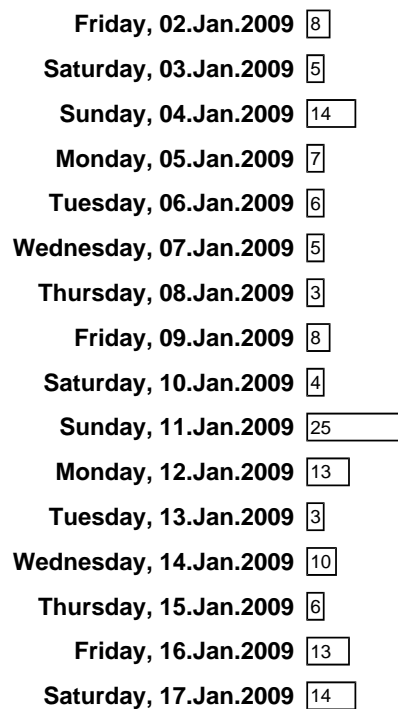 Friday, 02.Jan.2009 8
Saturday, 03.Jan.2009 5
Sunday, 04.Jan.2009 14
Monday, 05.Jan.2009 7
Tuesday, 06.Jan.2009 6
Wednesday, 07.Jan.2009 5
Thursday, 08.Jan.2009 3
Friday, 09.Jan.2009 8
Saturday, 10.Jan.2009 4
Sunday, 11.Jan.2009 25
Monday, 12.Jan.2009 13
Tuesday, 13.Jan.2009 3
Wednesday, 14.Jan.2009 10
Thursday, 15.Jan.2009 6
Friday, 16.Jan.2009 13
Saturday, 17.Jan.2009 14